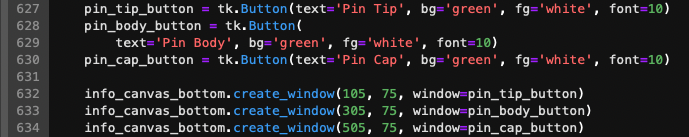 627 pin_tip_button = tk.Button(text='Pin Tip', bg='green', fg='white', font=10)
628 pin_body_button = tk.Button(
629 text='Pin Body', bg='green', fg='white', font=10)
630 pin_cap_button = tk.Button(text='Pin Cap', bg='green', fg='white', font=10)
631
632 info_canvas_bottom.create_window(105, 75, window=pin_tip_button)
633 info_canvas_bottom.create_window(305, 75, window=pin_body_button)
634 info_canvas_bottom.create_window(505, 75, window=pin_cap_button)